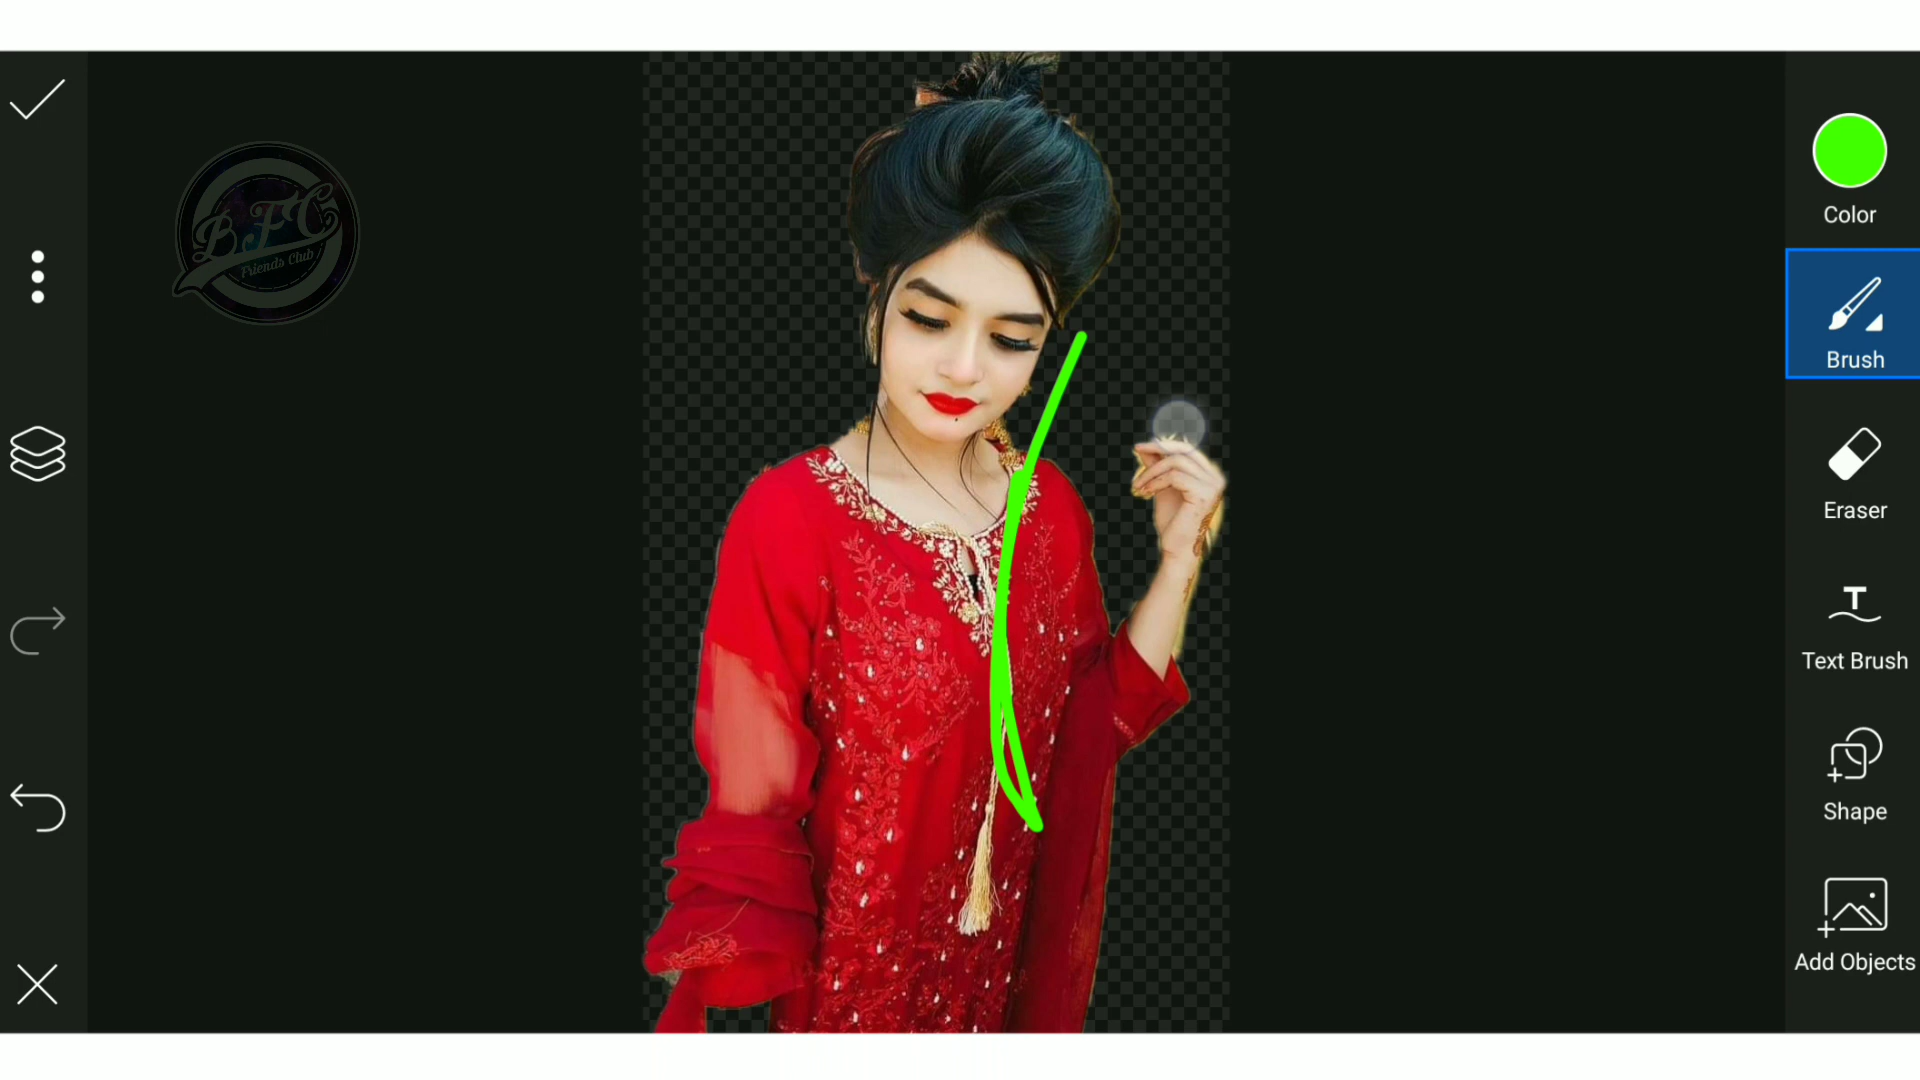 BFC
Friends Club
Color
Brush
Eraser
T
Text Brush
Shape
Add Objects